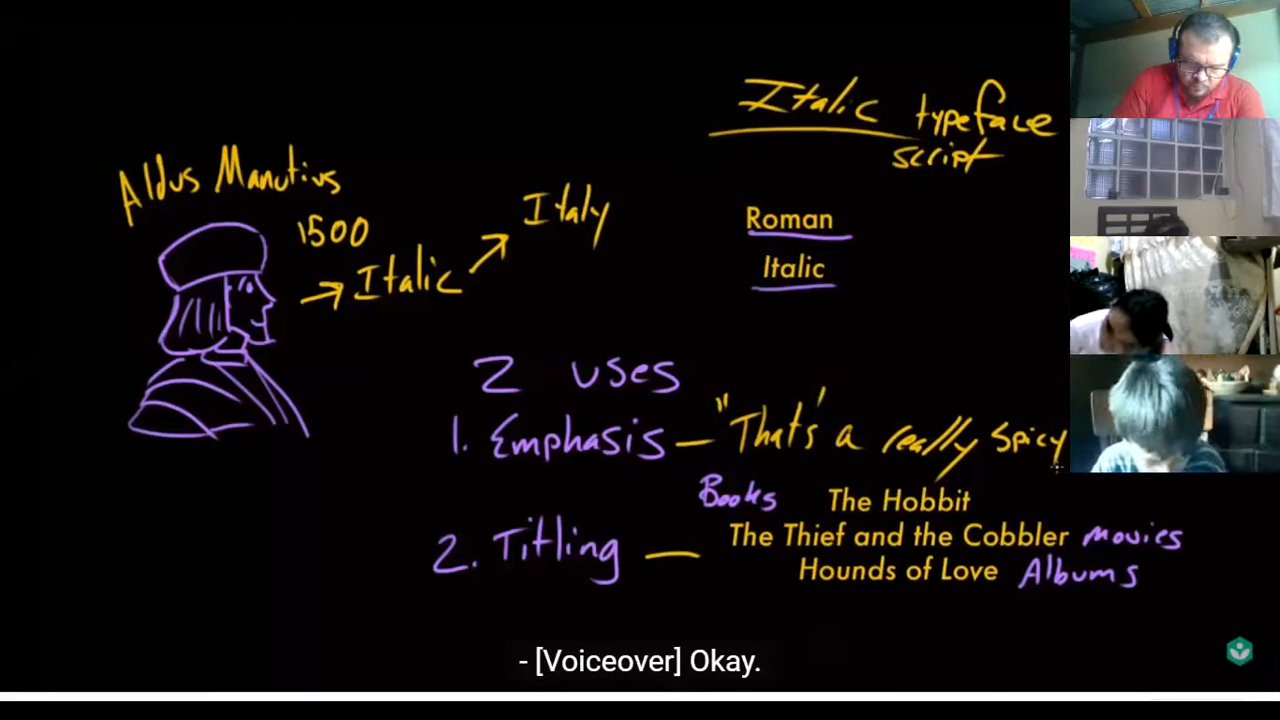 Italic typeface
script
Aldus Manutius
1500
Italic
Italy
Roman
Italic
2 uses
1. Emphasis — "That's a really spicy
2. Titling —
Books The Hobbit
The Thief and the Cobbler movies
Hounds of Love Albums
- [Voiceover] Okay.